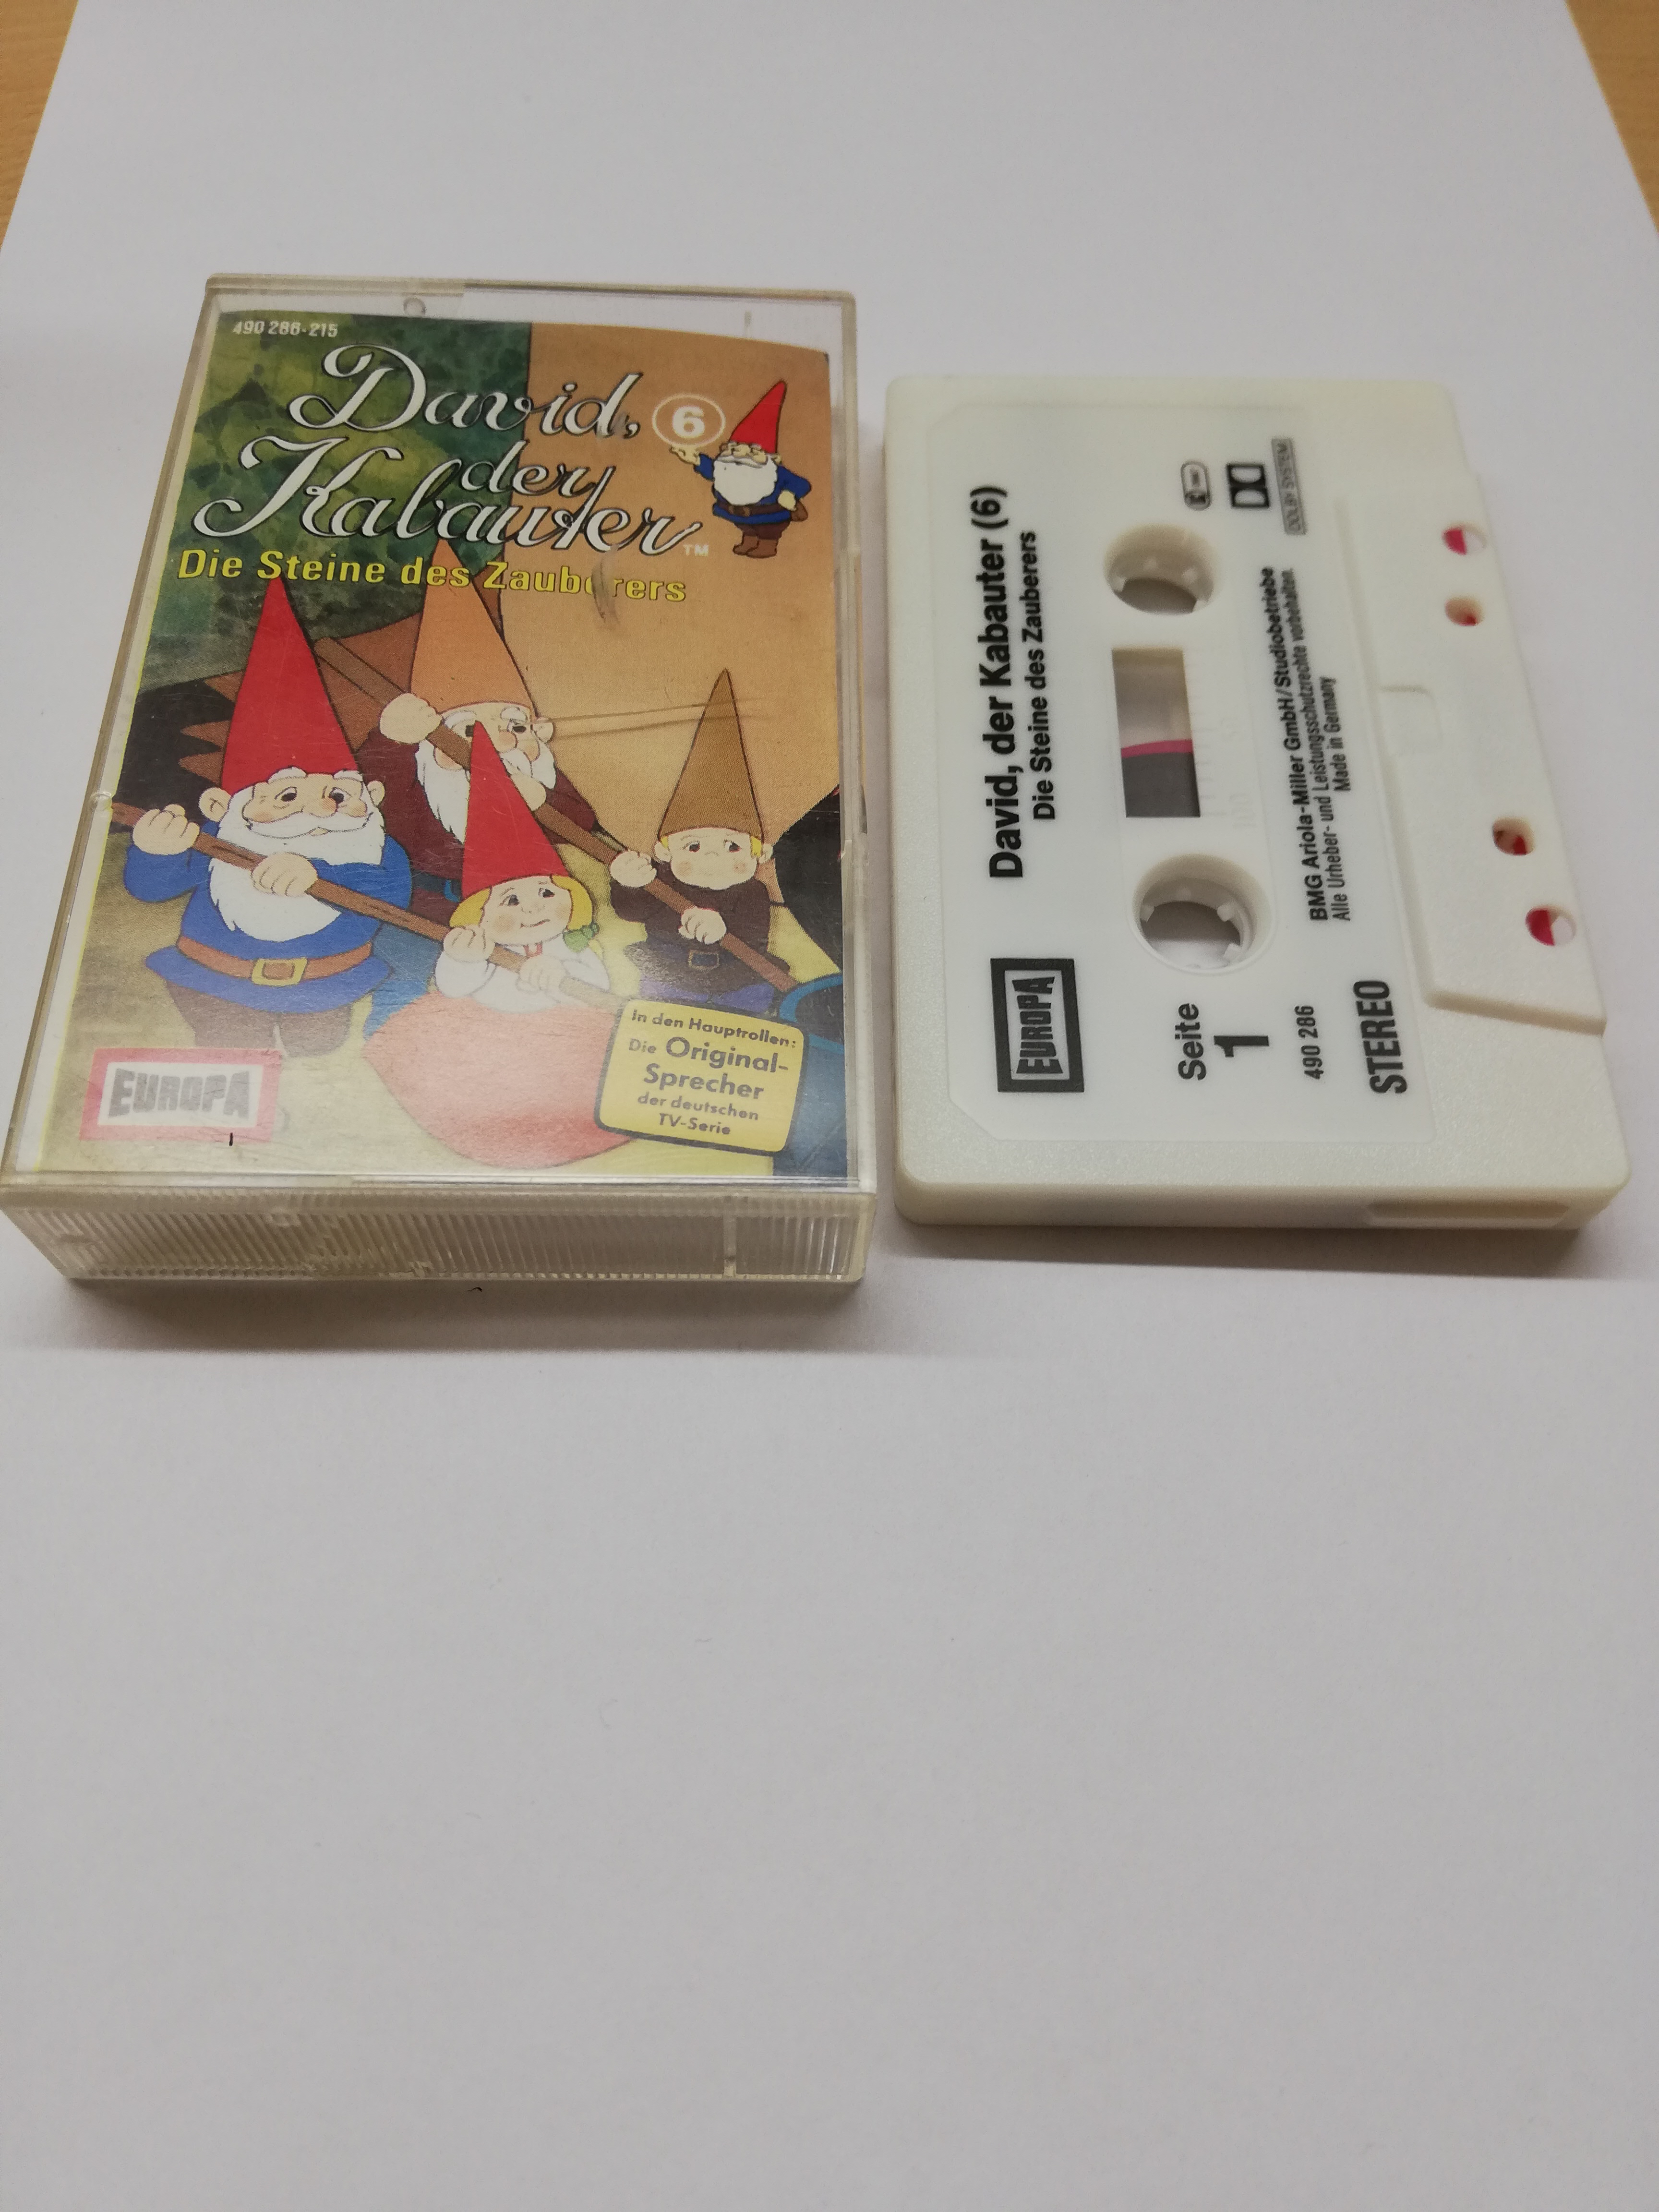 490 286-215
David,
6
der
Kabauter
TM
Die Steine des Zauberers
In den Hauptrollen:
Die Original-
Sprecher
der deutschen
TV-Serie
EUROPA
David, der Kabauter (6)
Die Steine des Zauberers
EUROPA
Seite
1
490 286
STEREO
DOLBY SYSTEM
BMG Ariola-Miller GmbH/Studiobetriebe
Alle Urheber- und Leistungsschutzrechte vorbehalten.
Made in Germany